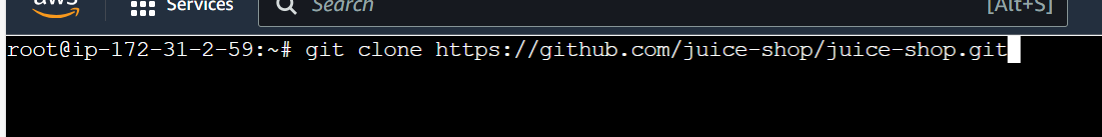 aws
Services
Search
[Alt+S]
root@ip-172-31-2-59:~# git clone https://github.com/juice-shop/juice-shop.git